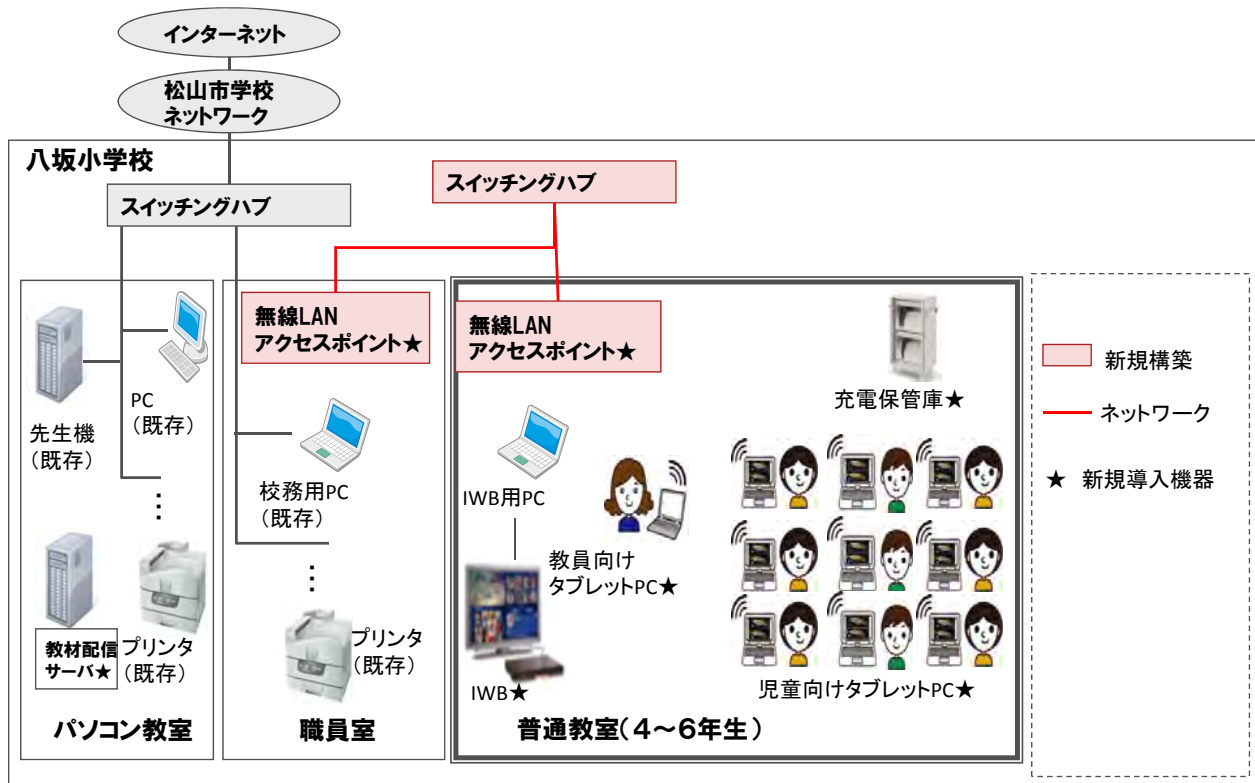 インターネット
松山市学校
ネットワーク
八坂小学校
スイッチングハブ
スイッチングハブ
先生機
(既存)
PC
(既存)
⋮
教材配信
サーバ★
プリンタ
(既存)
パソコン教室
無線LAN
アクセスポイント★
校務用PC
(既存)
⋮
プリンタ
(既存)
職員室
無線LAN
アクセスポイント★
IWB用PC
IWB★
教員向け
タブレットPC★
充電保管庫★
児童向けタブレットPC★
普通教室(4~6年生)
新規構築
ネットワーク
★ 新規導入機器